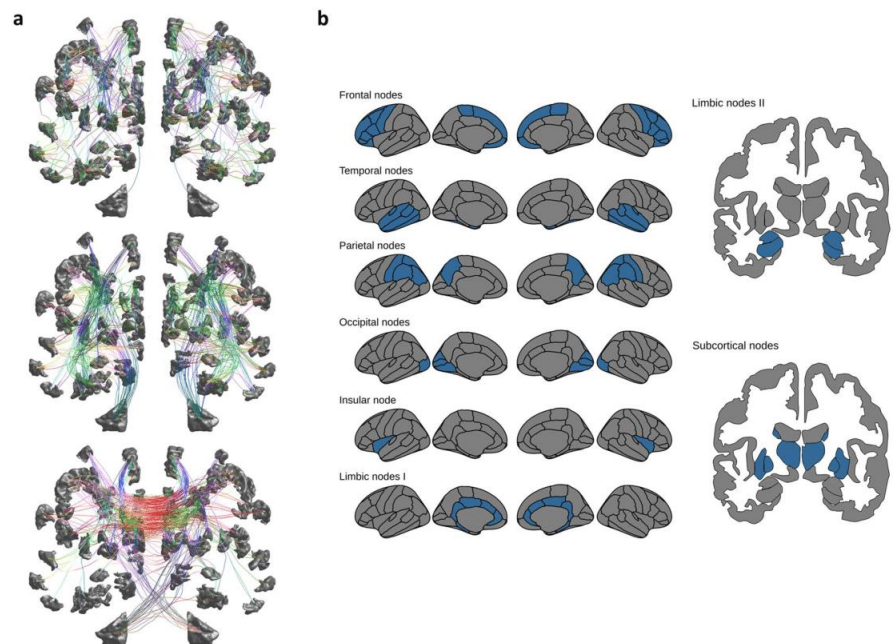 a
b
Frontal nodes
Temporal nodes
Parietal nodes
Occipital nodes
Insular node
Limbic nodes I
Limbic nodes II
Subcortical nodes